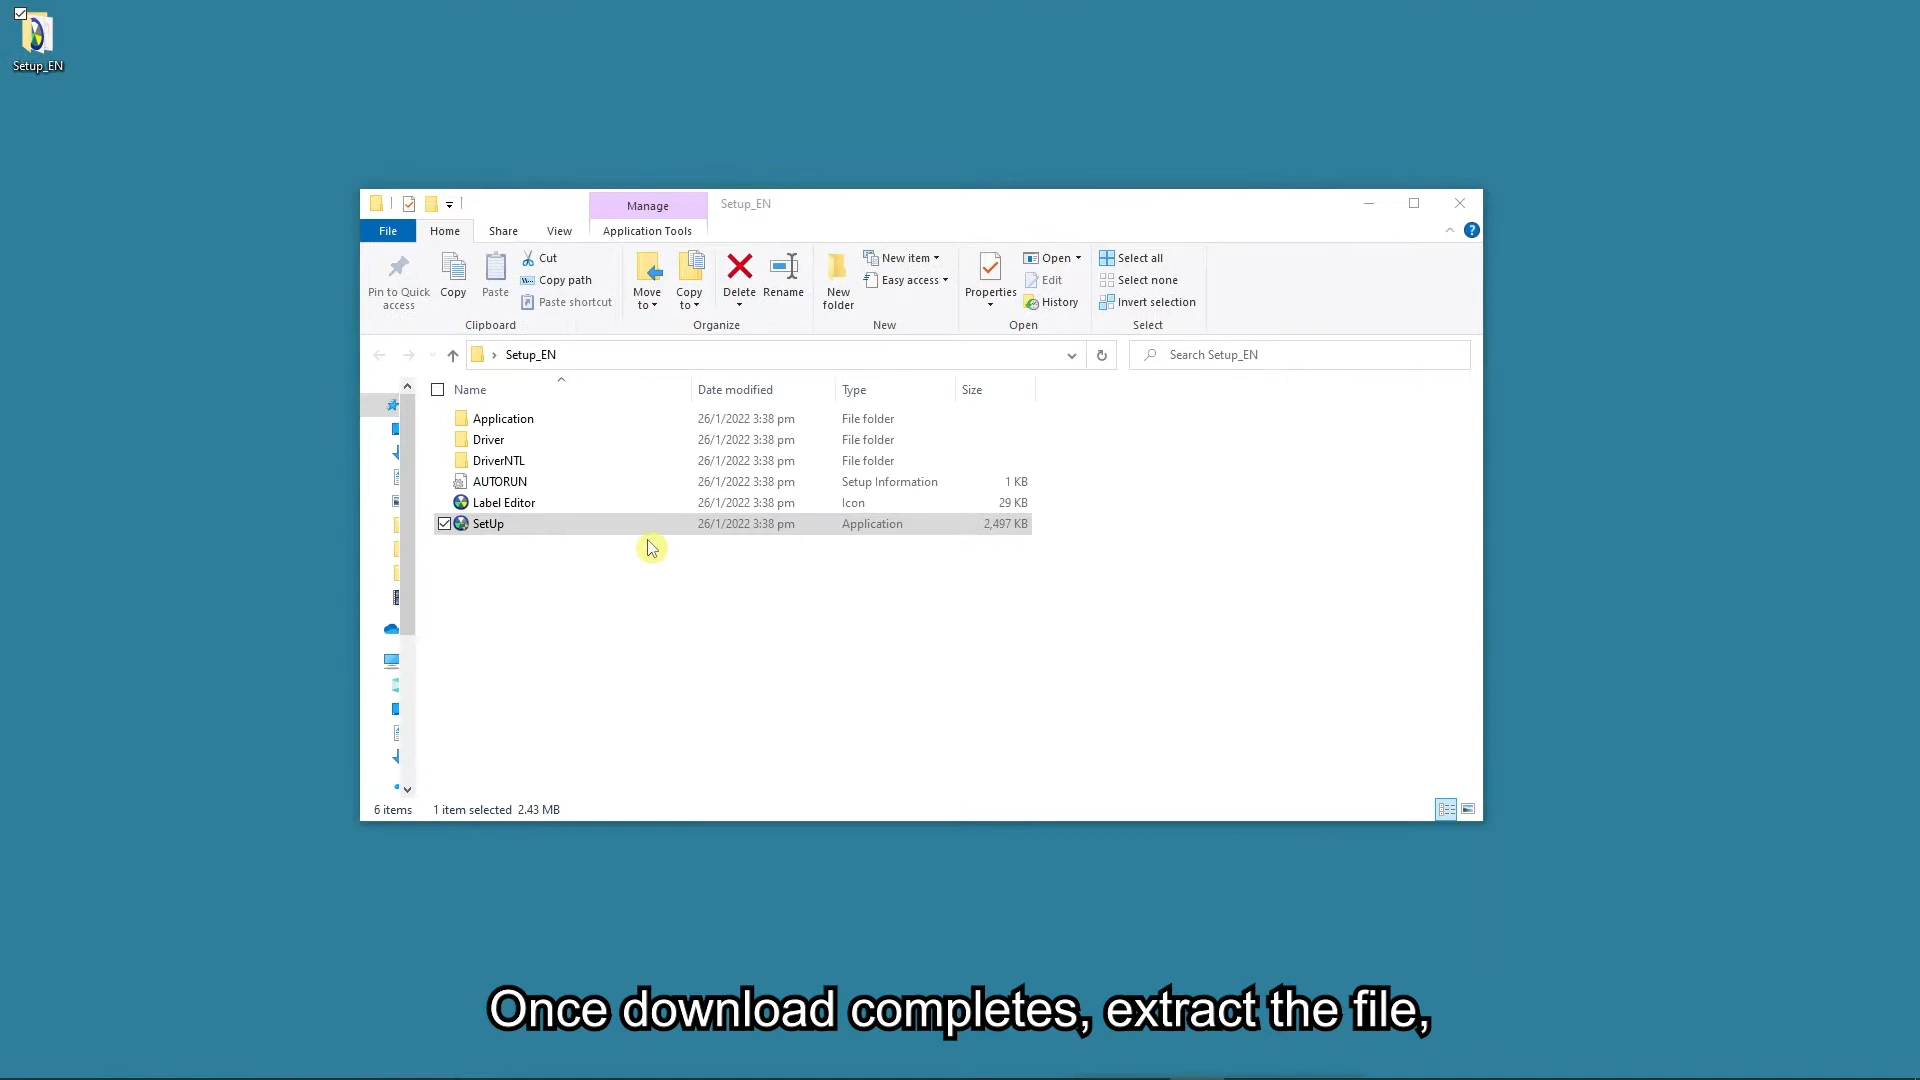 Setup_EN
Manage
Setup_EN
File
Home
Share
View
Application Tools
Pin to Quick
access
Copy
Paste
Cut
Copy path
Paste shortcut
Clipboard
Move
to
Copy
to
Delete
Rename
Organize
New
folder
New item
Easy access
New
Properties
Open
Edit
History
Open
Select all
Select none
Invert selection
Select
Setup_EN
Search Setup_EN
Name Date modified Type Size
Application 26/1/2022 3:38 pm File folder
Driver 26/1/2022 3:38 pm File folder
DriverNTL 26/1/2022 3:38 pm File folder
AUTORUN 26/1/2022 3:38 pm Setup Information 1 KB
Label Editor 26/1/2022 3:38 pm Icon 29 KB
SetUp 26/1/2022 3:38 pm Application 2,497 KB
6 items 1 item selected 2.43 MB
Once download completes, extract the file,